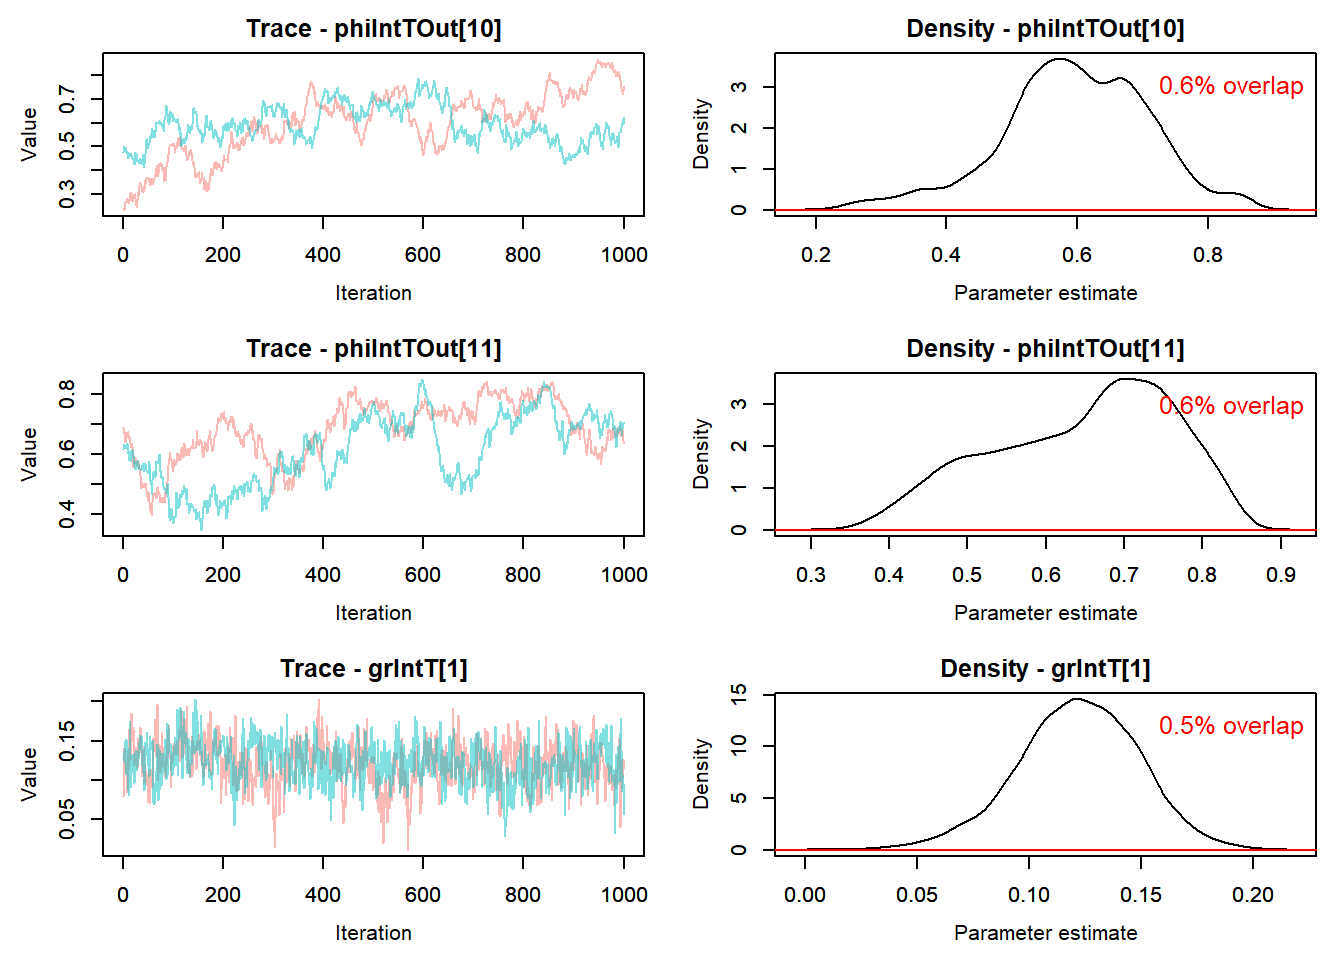 Trace - phiIntTOut[10]
Value
0.3
0.5
0.7
0
200
400
600
800
1000
Iteration
Density - phiIntTOut[10]
0.6% overlap
Density
0
1
2
3
0.2
0.4
0.6
0.8
Parameter estimate
Trace - phiIntTOut[11]
Value
0.4
0.6
0.8
0
200
400
600
800
1000
Iteration
Density - phiIntTOut[11]
0.6% overlap
Density
0
1
2
3
0.3
0.4
0.5
0.6
0.7
0.8
0.9
Parameter estimate
Trace - grIntT[1]
Value
0.05
0.15
0
200
400
600
800
1000
Iteration
Density - grIntT[1]
0.5% overlap
Density
0
5
10
15
0.00
0.05
0.10
0.15
0.20
Parameter estimate